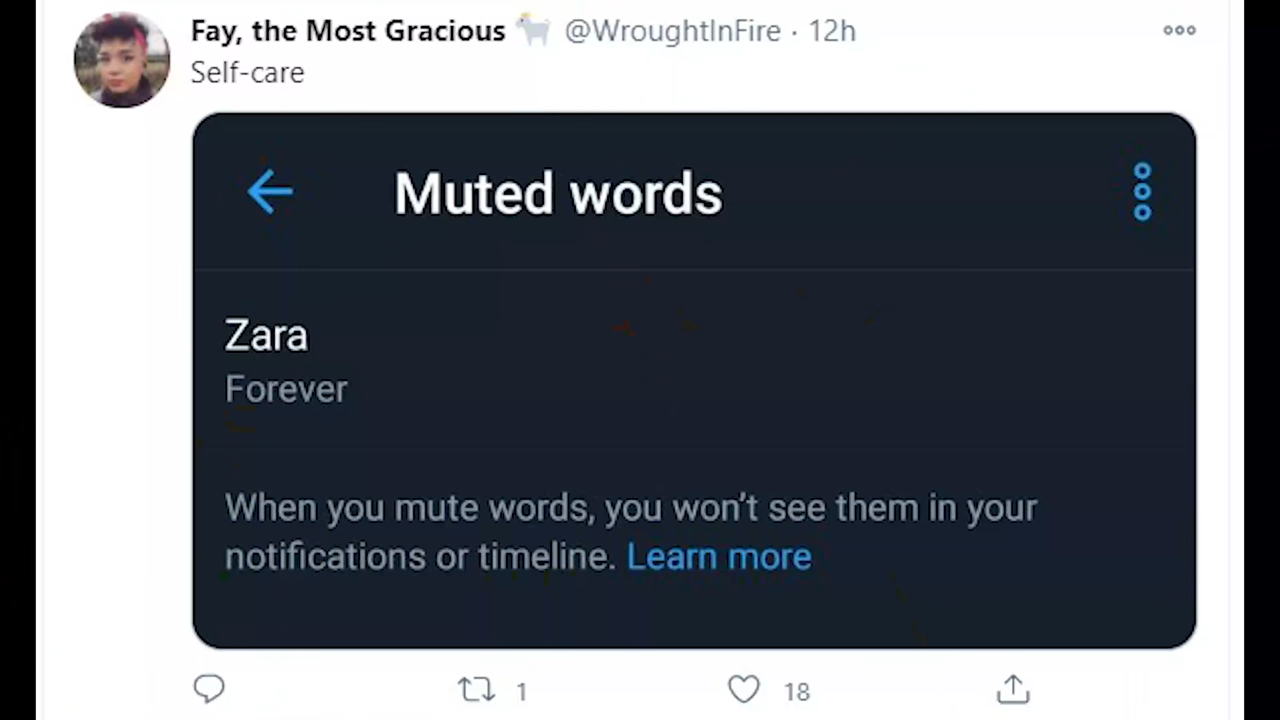 Fay, the Most Gracious 🐐 @WroughtInFire · 12h
Self-care
Muted words
Zara
Forever
When you mute words, you won't see them in your
notifications or timeline. Learn more
1
18